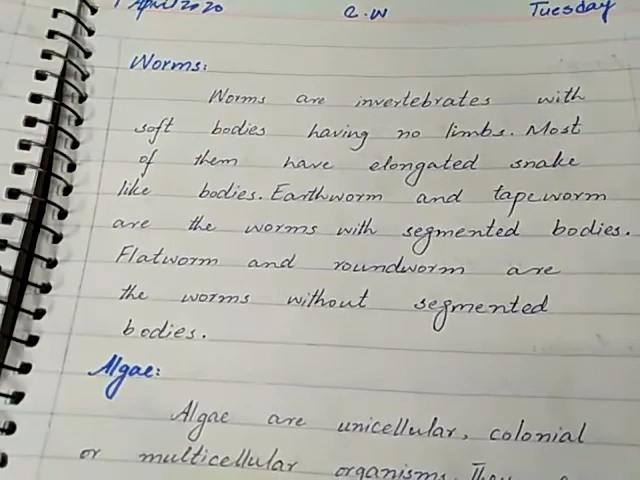 April 2020 C.W Tuesday
Worms:
Worms are invertebrates with
soft bodies having no limbs. Most
of them have elongated snake
like bodies. Earthworm and tapeworm
are the worms with segmented bodies.
Flatworm and roundworm are
the worms without segmented
bodies.
Algae:
Algae are unicellular, colonial
or multicellular organisms. They